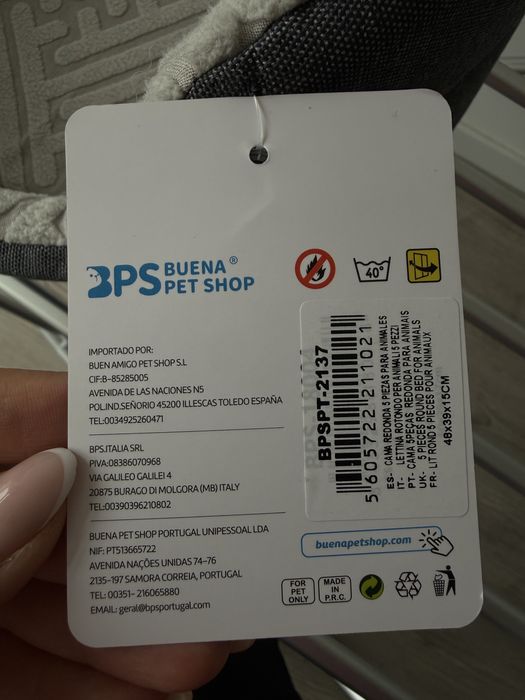 BPS BUENA ®
PET SHOP
40°
IMPORTADO POR:
BUEN AMIGO PET SHOP S.L
CIF:B-85285005
AVENIDA DE LAS NACIONES N5
POLIND.SEÑORIO 45200 ILLESCAS TOLEDO ESPAÑA
TEL:0034925260471
BPS.ITALIA SRL
PIVA:08386070968
VIA GALILEO GALILEI 4
20875 BURAGO DI MOLGORA (MB) ITALY
TEL:00390396210802
BUENA PET SHOP PORTUGAL UNIPESSOAL LDA
NIF: PT513665722
AVENIDA NAÇÕES UNIDAS 74-76
2135-197 SAMORA CORREIA, PORTUGAL
TEL: 00351- 216065880
EMAIL: geral@bpsportugal.com
BPSPT-2137
5 605722 211021
ES- CAMA REDONDA 5 PIEZAS PARA ANIMALES
IT- LETTINA ROTONDO PER ANIMALI 5 PEZZI
PT- CAMA 5PEÇAS REDONDA PARA ANIMAIS
UK- 5 PIECES ROUND BED FOR ANIMALS
FR- LIT ROND 5 PIECES POUR ANIMAUX
48x39x15CM
buenapetshop.com
FOR
PET
ONLY
MADE
IN
P.R.C.